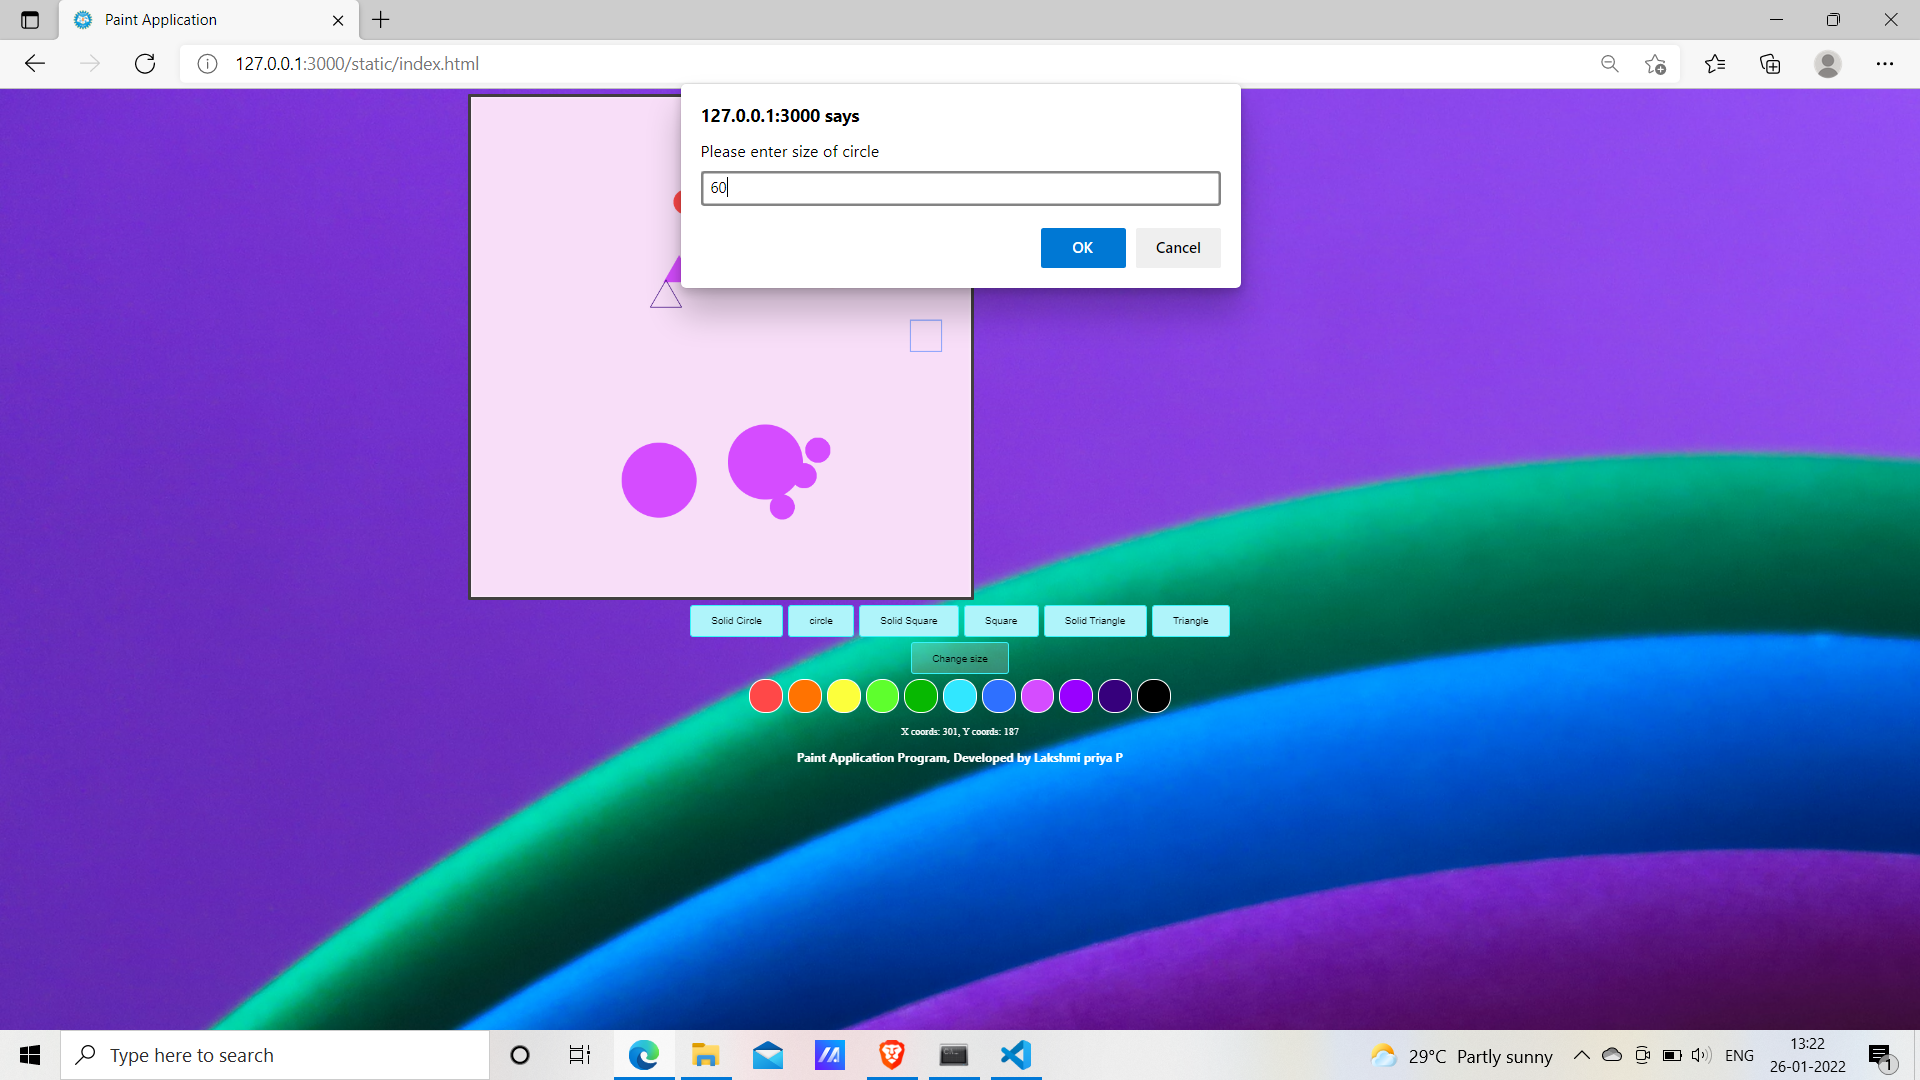 Paint Application
127.0.0.1:3000/static/index.html
127.0.0.1:3000 says
Please enter size of circle
60
OK Cancel
Solid Circle circle Solid Square Square Solid Triangle Triangle
Change size
X coords: 301, Y coords: 187
Paint Application Program, Developed by Lakshmi priya P
Type here to search
29°C Partly sunny
ENG
13:22
26-01-2022
1